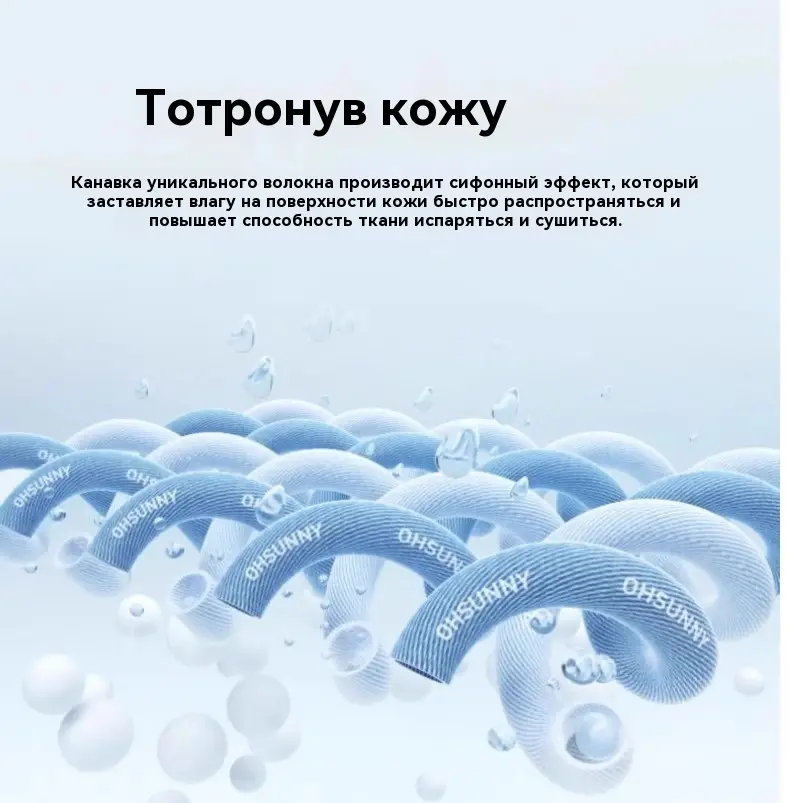 Тотронув кожу
Канавка уникального волокна производит сифонный эффект, который
заставляет влагу на поверхности кожи быстро распространяться и
повышает способность ткани испаряться и сушиться.
OHSUNNY
OHSUNNY
OHSUNNY
OHSUNNY
OHSUNNY